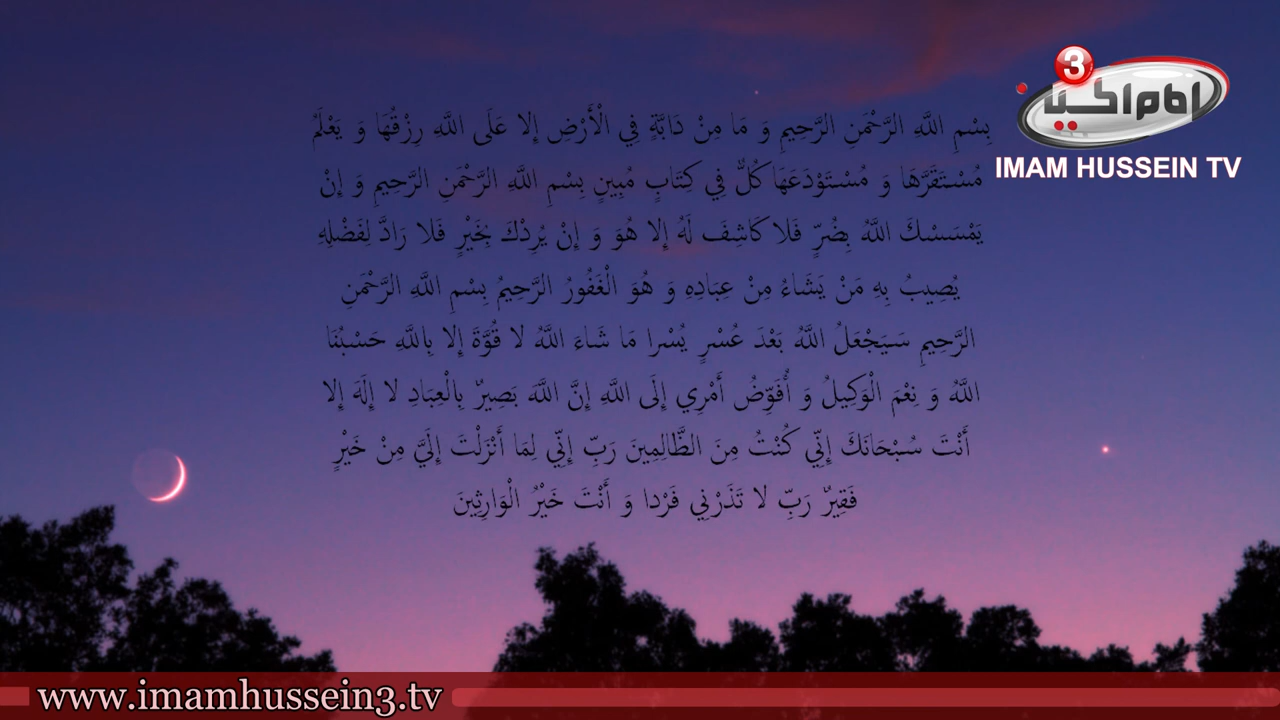 3
امام حسین
IMAM HUSSEIN TV
بِسْمِ اللَّهِ الرَّحْمَنِ الرَّحِيمِ وَ مَا مِنْ دَابَّةٍ فِي الْأَرْضِ إِلا عَلَى اللَّهِ رِزْقُهَا وَ يَعْلَمُ
مُسْتَقَرَّهَا وَ مُسْتَوْدَعَهَا كُلٌّ فِي كِتَابٍ مُبِينٍ بِسْمِ اللَّهِ الرَّحْمَنِ الرَّحِيمِ وَ إِنْ
يَمْسَسْكَ اللَّهُ بِضُرٍّ فَلا كَاشِفَ لَهُ إِلا هُوَ وَ إِنْ يُرِدْكَ بِخَيْرٍ فَلا رَادَّ لِفَضْلِهِ
يُصِيبُ بِهِ مَنْ يَشَاءُ مِنْ عِبَادِهِ وَ هُوَ الْغَفُورُ الرَّحِيمُ بِسْمِ اللَّهِ الرَّحْمَنِ
الرَّحِيمِ سَيَجْعَلُ اللَّهُ بَعْدَ عُسْرٍ يُسْرا مَا شَاءَ اللَّهُ لا قُوَّةَ إِلا بِاللَّهِ حَسْبُنَا
اللَّهُ وَ نِعْمَ الْوَكِيلُ وَ أُفَوِّضُ أَمْرِي إِلَى اللَّهِ إِنَّ اللَّهَ بَصِيرٌ بِالْعِبَادِ لا إِلَهَ إِلا
أَنْتَ سُبْحَانَكَ إِنِّي كُنْتُ مِنَ الظَّالِمِينَ رَبِّ إِنِّي لِمَا أَنْزَلْتَ إِلَيَّ مِنْ خَيْرٍ
فَقِيرٌ رَبِّ لا تَذَرْنِي فَرْدا وَ أَنْتَ خَيْرُ الْوَارِثِينَ
www.imamhussein3.tv